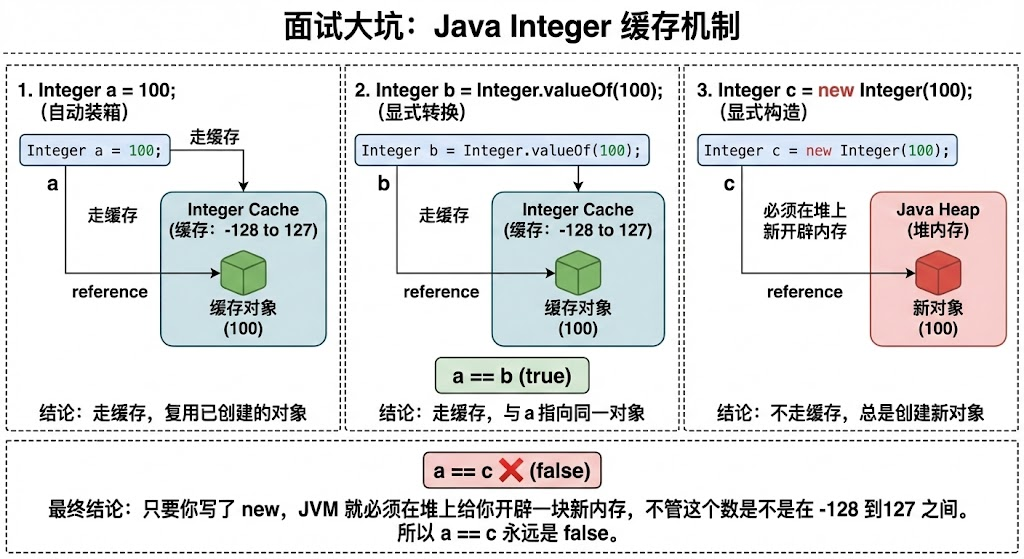 面试大坑：Java Integer 缓存机制
1. Integer a = 100;
（自动装箱）
Integer a = 100;
走缓存
a
走缓存
Integer Cache
(缓存：-128 to 127)
reference
缓存对象
(100)
结论：走缓存，复用已创建的对象
2. Integer b = Integer.valueOf(100);
（显式转换）
Integer b = Integer.valueOf(100);
b
走缓存
Integer Cache
(缓存：-128 to 127)
reference
缓存对象
(100)
a == b (true)
结论：走缓存，与 a 指向同一对象
3. Integer c = new Integer(100);
（显式构造）
Integer c = new Integer(100);
c
必须在堆上
新开辟内存
Java Heap
(堆内存)
reference
新对象
(100)
结论：不走缓存，总是创建新对象
a == c ❌ (false)
最终结论：只要你写了 new，JVM 就必须在堆上给你开辟一块新内存，不管这个数是不是在 -128 到127 之间。
所以 a == c 永远是 false。